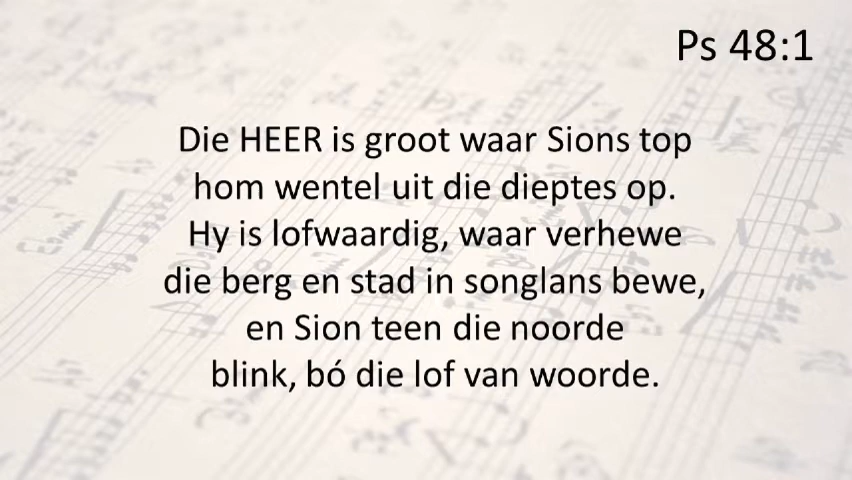 Ps 48:1
Die HEER is groot waar Sions top
hom wentel uit die dieptes op.
Hy is lofwaardig, waar verhewe
die berg en stad in songlans bewe,
en Sion teen die noorde
blink, bó die lof van woorde.